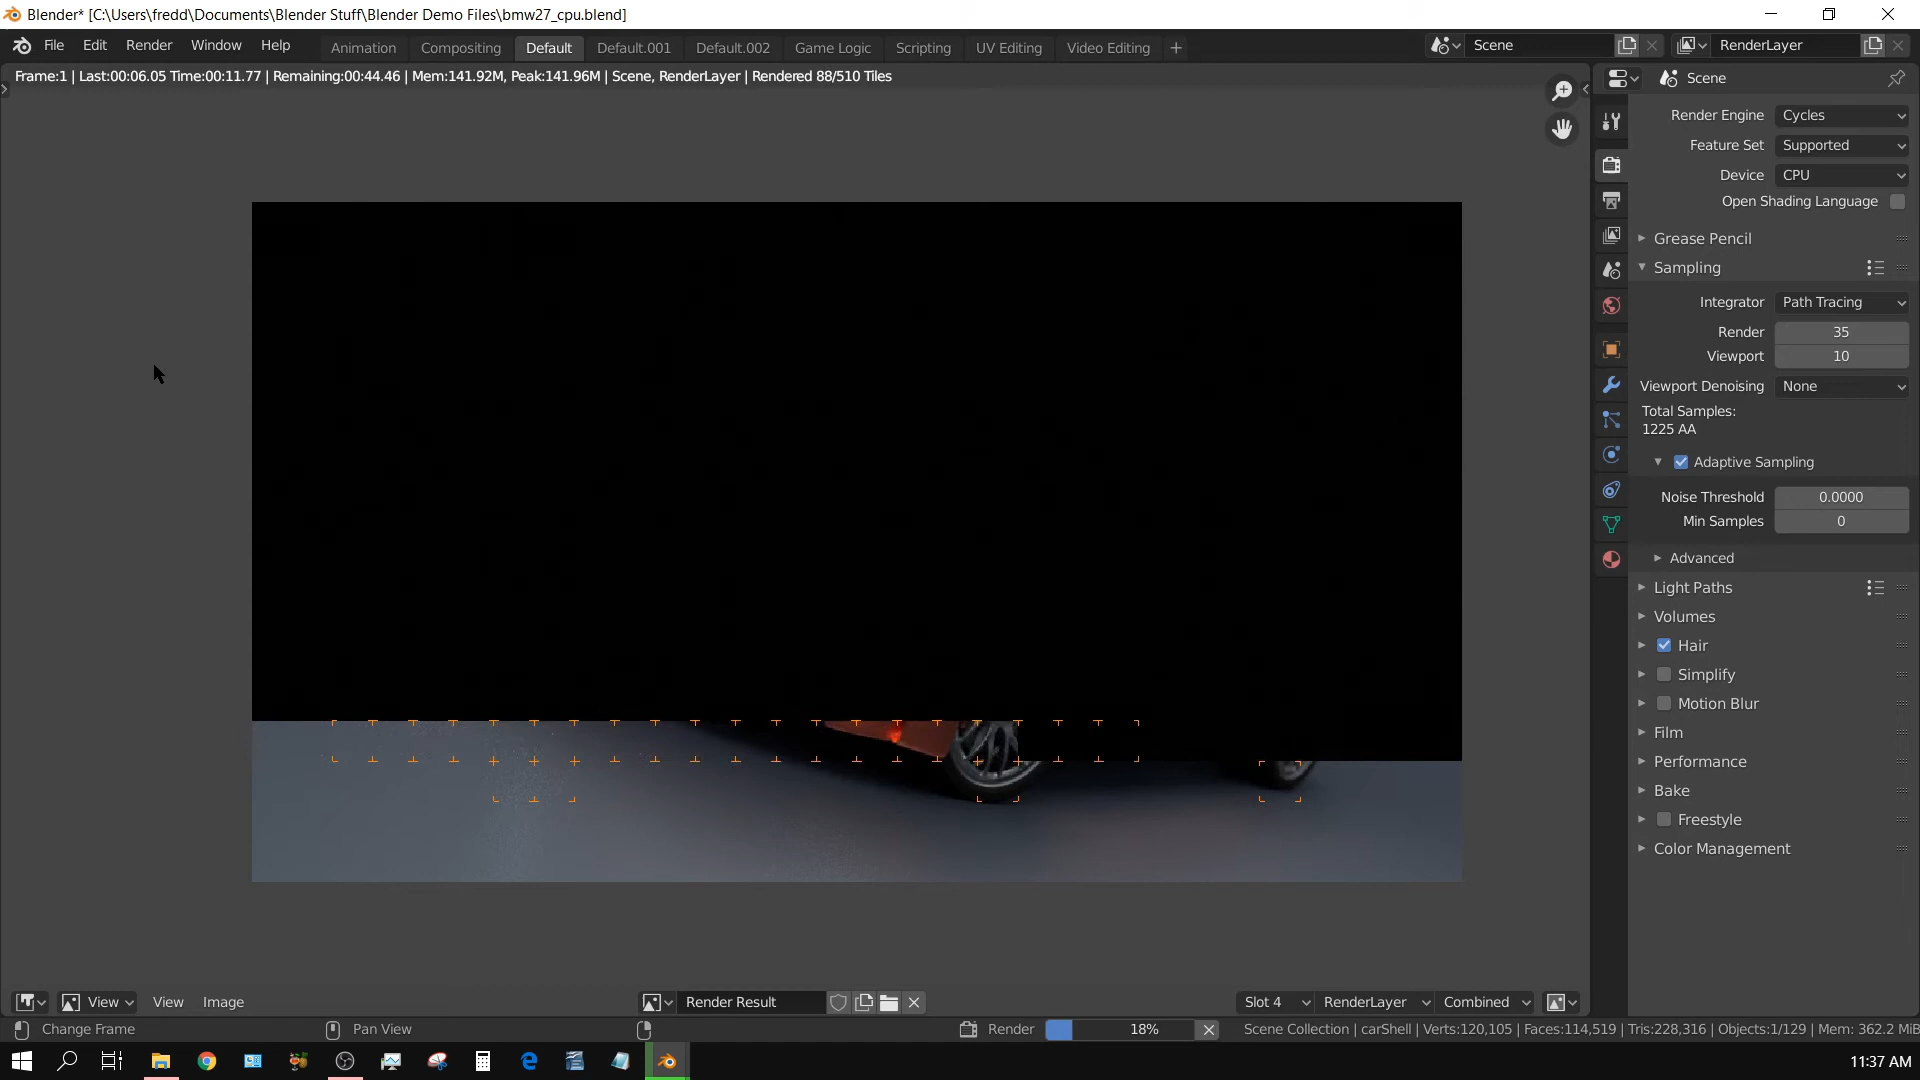 Blender* [C:\Users\fredd\Documents\Blender Stuff\Blender Demo Files\bmw27_cpu.blend]
File Edit Render Window Help Animation Compositing Default Default.001 Default.002 Game Logic Scripting UV Editing Video Editing Scene RenderLayer
Frame:1 | Last:00:06.05 Time:00:11.77 | Remaining:00:44.46 | Mem:141.92M, Peak:141.96M | Scene, RenderLayer | Rendered 88/510 Tiles
Scene
Render Engine Cycles
Feature Set Supported
Device CPU
Open Shading Language
Grease Pencil
Sampling
Integrator Path Tracing
Render 35
Viewport 10
Viewport Denoising None
Total Samples:
1225 AA
Adaptive Sampling
Noise Threshold 0.0000
Min Samples 0
Advanced
Light Paths
Volumes
Hair
Simplify
Motion Blur
Film
Performance
Bake
Freestyle
Color Management
View View Image Render Result Slot 4 RenderLayer Combined
Change Frame Pan View Render 18% Scene Collection | carShell | Verts:120,105 | Faces:114,519 | Tris:228,316 | Objects:1/129 | Mem: 362.2 MiB
11:37 AM